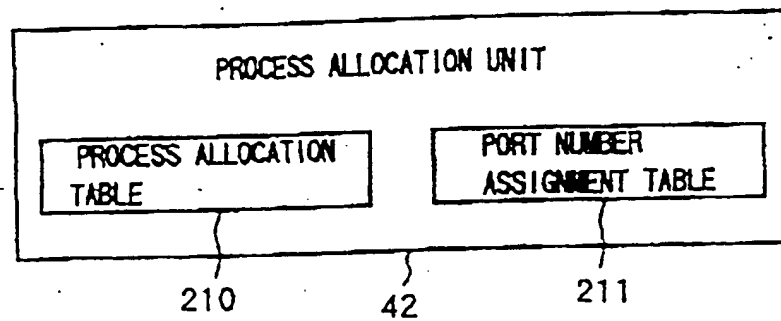 PROCESS ALLOCATION UNIT
PROCESS ALLOCATION
TABLE
PORT NUMBER
ASSIGNMENT TABLE
210
42
211